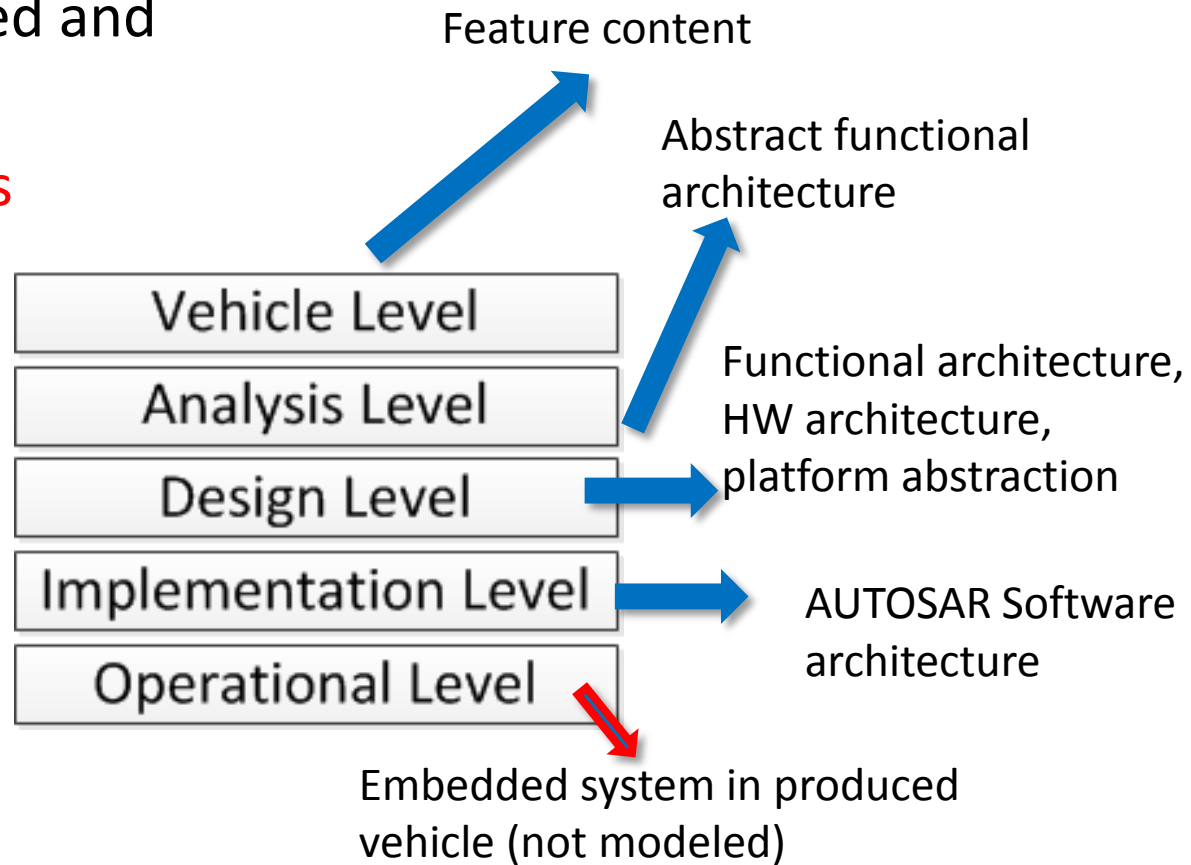 ed and
Feature content
Abstract functional
architecture
s
Vehicle Level
Analysis Level
Design Level
Implementation Level
Operational Level
Functional architecture,
HW architecture,
platform abstraction
AUTOSAR Software
architecture
Embedded system in produced
vehicle (not modeled)